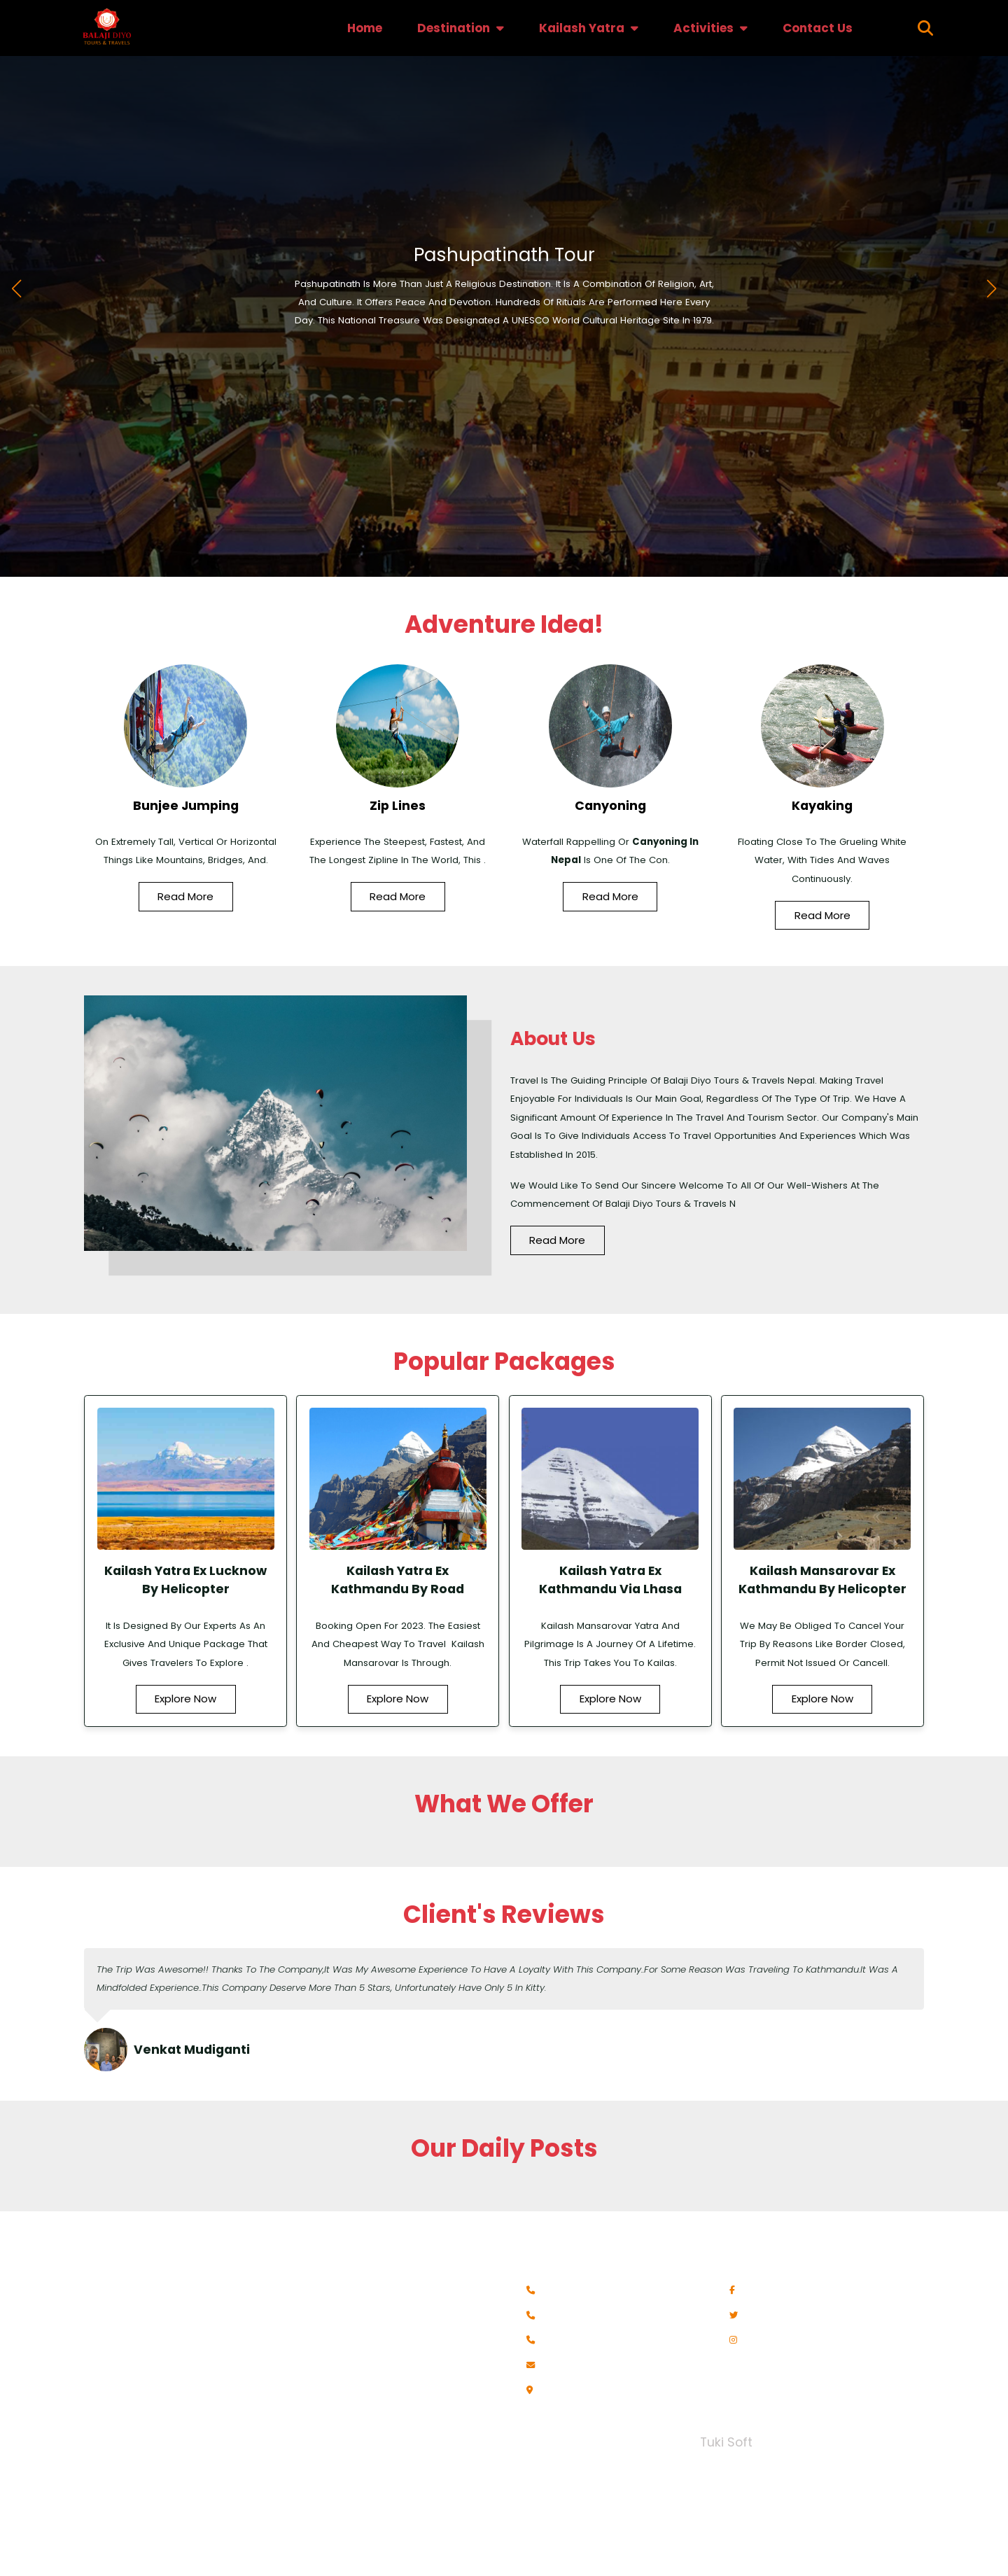 BALAJI DIYO
TOURS & TRAVELS
Home
Destination
Kailash Yatra
Activities
Contact Us
Pashupatinath Tour
Pashupatinath Is More Than Just A Religious Destination. It Is A Combination Of Religion, Art,
And Culture. It Offers Peace And Devotion. Hundreds Of Rituals Are Performed Here Every
Day. This National Treasure Was Designated A UNESCO World Cultural Heritage Site In 1979.
Adventure Idea!
Bunjee Jumping
On Extremely Tall, Vertical Or Horizontal
Things Like Mountains, Bridges, And.
Read More
Zip Lines
Experience The Steepest, Fastest, And
The Longest Zipline In The World, This .
Read More
Canyoning
Waterfall Rappelling Or Canyoning In
Nepal Is One Of The Con.
Read More
Kayaking
Floating Close To The Grueling White
Water, With Tides And Waves
Continuously.
Read More
About Us
Travel Is The Guiding Principle Of Balaji Diyo Tours & Travels Nepal. Making Travel
Enjoyable For Individuals Is Our Main Goal, Regardless Of The Type Of Trip. We Have A
Significant Amount Of Experience In The Travel And Tourism Sector. Our Company's Main
Goal Is To Give Individuals Access To Travel Opportunities And Experiences Which Was
Established In 2015.
We Would Like To Send Our Sincere Welcome To All Of Our Well-Wishers At The
Commencement Of Balaji Diyo Tours & Travels N
Read More
Popular Packages
Kailash Yatra Ex Lucknow
By Helicopter
It Is Designed By Our Experts As An
Exclusive And Unique Package That
Gives Travelers To Explore .
Explore Now
Kailash Yatra Ex
Kathmandu By Road
Booking Open For 2023. The Easiest
And Cheapest Way To Travel  Kailash
Mansarovar Is Through.
Explore Now
Kailash Yatra Ex
Kathmandu Via Lhasa
Kailash Mansarovar Yatra And
Pilgrimage Is A Journey Of A Lifetime.
This Trip Takes You To Kailas.
Explore Now
Kailash Mansarovar Ex
Kathmandu By Helicopter
We May Be Obliged To Cancel Your
Trip By Reasons Like Border Closed,
Permit Not Issued Or Cancell.
Explore Now
What We Offer
Client's Reviews
The Trip Was Awesome!! Thanks To The Company,It Was My Awesome Experience To Have A Loyalty With This Company.For Some Reason Was Traveling To Kathmandu.It Was A
Mindfolded Experience.This Company Deserve More Than 5 Stars, Unfortunately Have Only 5 In Kitty.
Venkat Mudiganti
Our Daily Posts
Tuki Soft